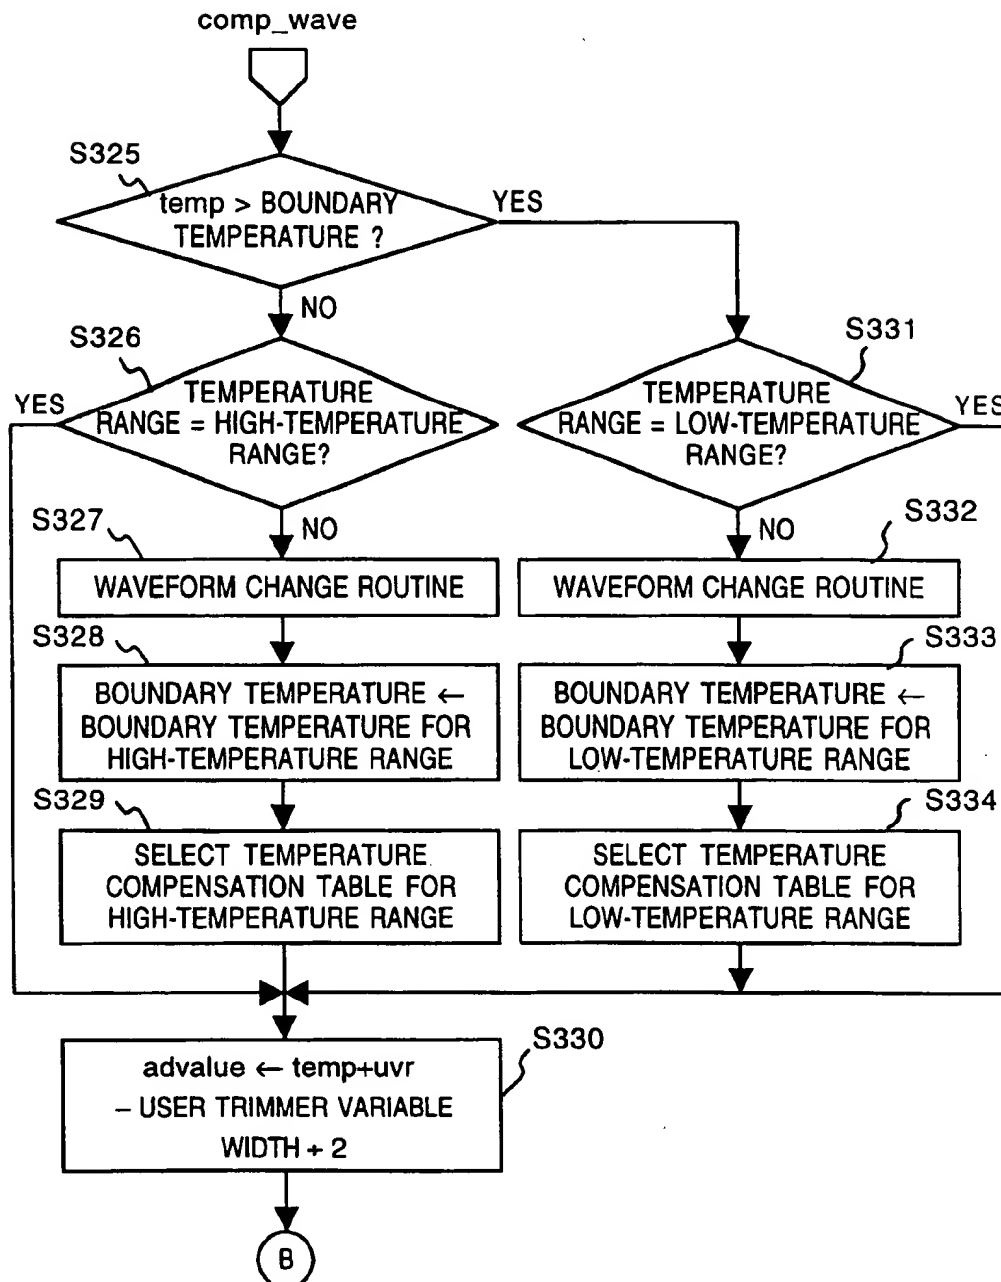 comp_wave
S325
temp > BOUNDARY
TEMPERATURE ?
YES
NO
S326
TEMPERATURE
RANGE = HIGH-TEMPERATURE
RANGE?
YES
NO
S331
TEMPERATURE
RANGE = LOW-TEMPERATURE
RANGE?
YES
NO
S327
WAVEFORM CHANGE ROUTINE
S332
WAVEFORM CHANGE ROUTINE
S328
BOUNDARY TEMPERATURE ←
BOUNDARY TEMPERATURE FOR
HIGH-TEMPERATURE RANGE
S333
BOUNDARY TEMPERATURE ←
BOUNDARY TEMPERATURE FOR
LOW-TEMPERATURE RANGE
S329
SELECT TEMPERATURE
COMPENSATION TABLE FOR
HIGH-TEMPERATURE RANGE
S334
SELECT TEMPERATURE
COMPENSATION TABLE FOR
LOW-TEMPERATURE RANGE
S330
advalue ← temp+uvr
– USER TRIMMER VARIABLE
WIDTH ÷ 2
B